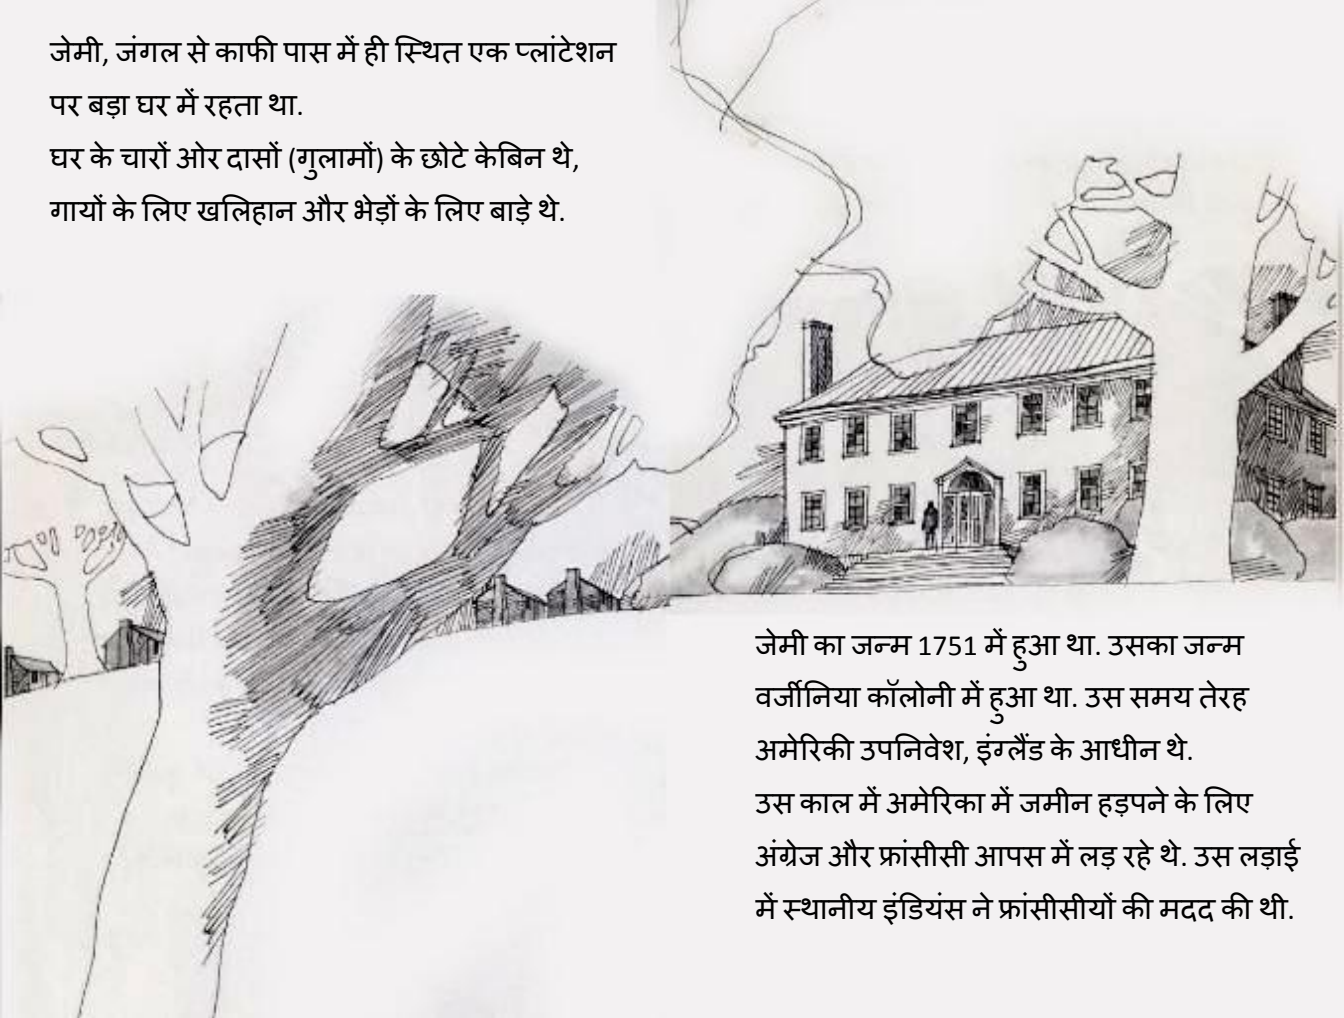 जेमी, जंगल से काफी पास में ही स्थित एक प्लांटेशन
पर बड़ा घर में रहता था.
घर के चारों ओर दासों (गुलामों) के छोटे केबिन थे,
गायों के लिए खलिहान और भेड़ों के लिए बाड़े थे.
जेमी का जन्म 1751 में हुआ था. उसका जन्म
वर्जीनिया कॉलोनी में हुआ था. उस समय तेरह
अमेरिकी उपनिवेश, इंग्लैंड के आधीन थे.
उस काल में अमेरिका में जमीन हड़पने के लिए
अंग्रेज और फ्रांसीसी आपस में लड़ रहे थे. उस लड़ाई
में स्थानीय इंडियंस ने फ्रांसीसीयों की मदद की थी.